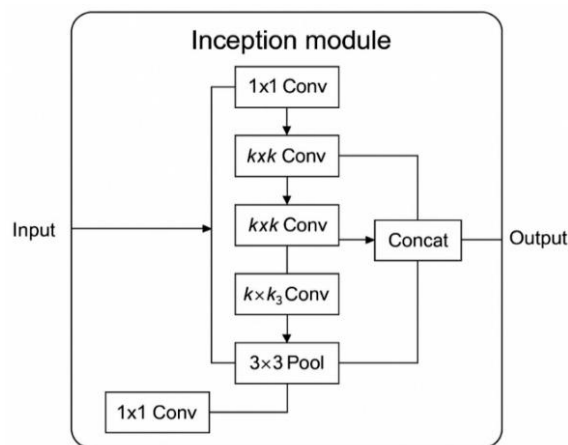 Inception module
1x1 Conv
kxk Conv
Input
kxk Conv
Concat
Output
k×k₃ Conv
3×3 Pool
1x1 Conv